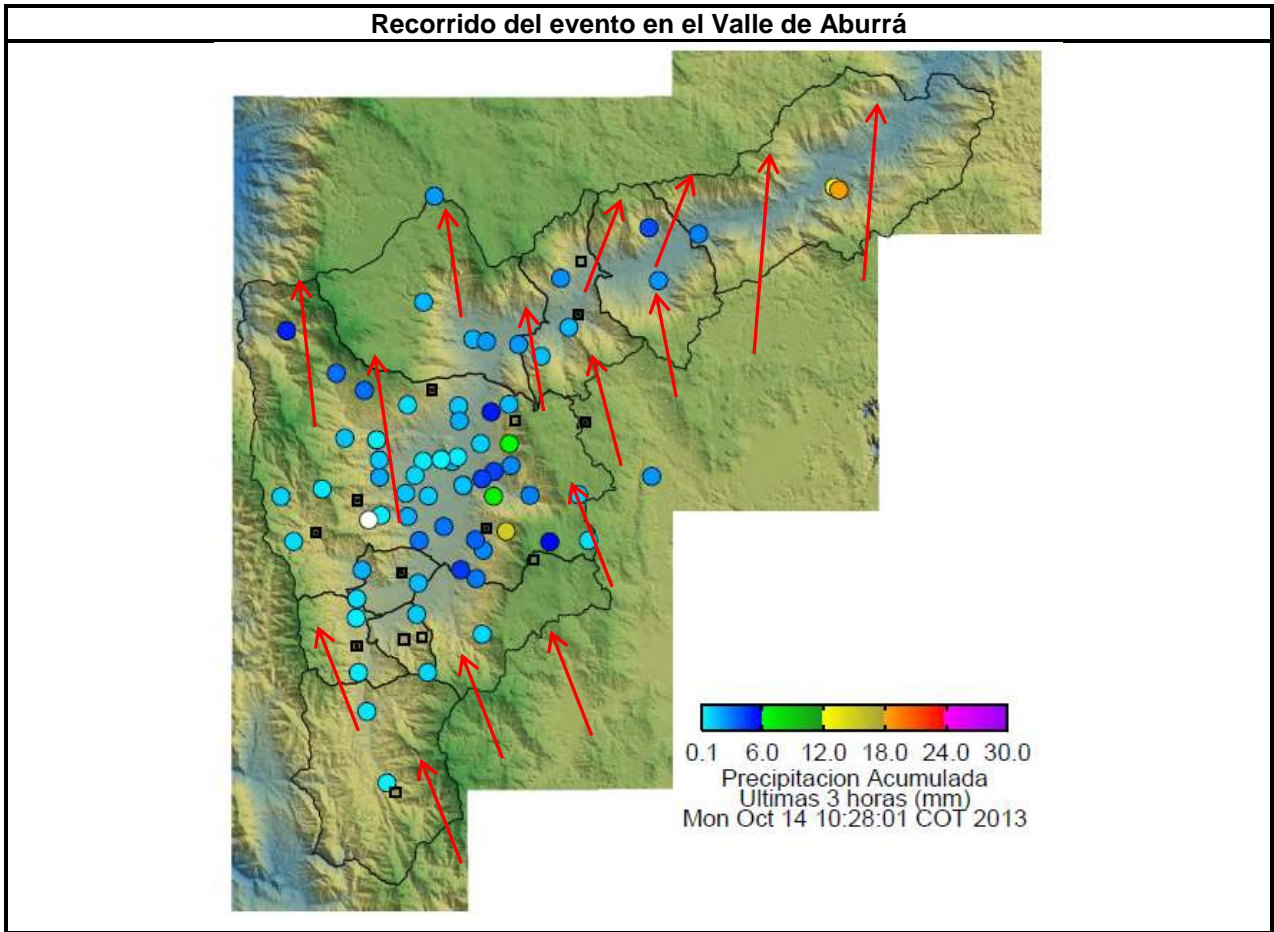 Recorrido del evento en el Valle de Aburrá
0.1 6.0 12.0 18.0 24.0 30.0
Precipitacion Acumulada
Ultimas 3 horas (mm)
Mon Oct 14 10:28:01 COT 2013